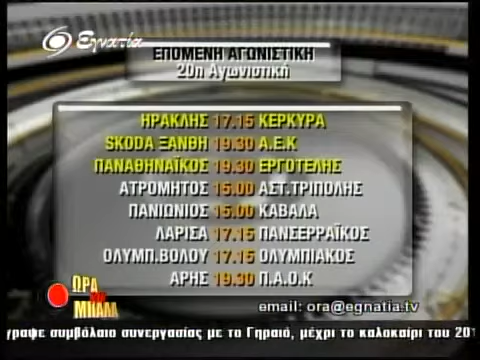 Εγνατία
ΕΠΟΜΕΝΗ ΑΓΩΝΙΣΤΙΚΗ
20η Αγωνιστική
ΗΡΑΚΛΗΣ 17.15 ΚΕΡΚΥΡΑ
SKODA ΞΑΝΘΗ 19.30 Α.Ε.Κ
ΠΑΝΑΘΗΝΑΪΚΟΣ 19.30 ΕΡΓΟΤΕΛΗΣ
ΑΤΡΟΜΗΤΟΣ 15.00 ΑΣΤ.ΤΡΙΠΟΛΗΣ
ΠΑΝΙΩΝΙΟΣ 15.00 ΚΑΒΑΛΑ
ΛΑΡΙΣΑ 17.15 ΠΑΝΣΕΡΡΑΪΚΟΣ
ΟΛΥΜΠ.ΒΟΛΟΥ 17.15 ΟΛΥΜΠΙΑΚΟΣ
ΑΡΗΣ 19.30 Π.Α.Ο.Κ
ΩΡΑ
για
ΜΠΑΛΑ
email: ora@egnatia.tv
γραψε συμβόλαιο συνεργασίας με το Γηραιό, μέχρι το καλοκαίρι του 201